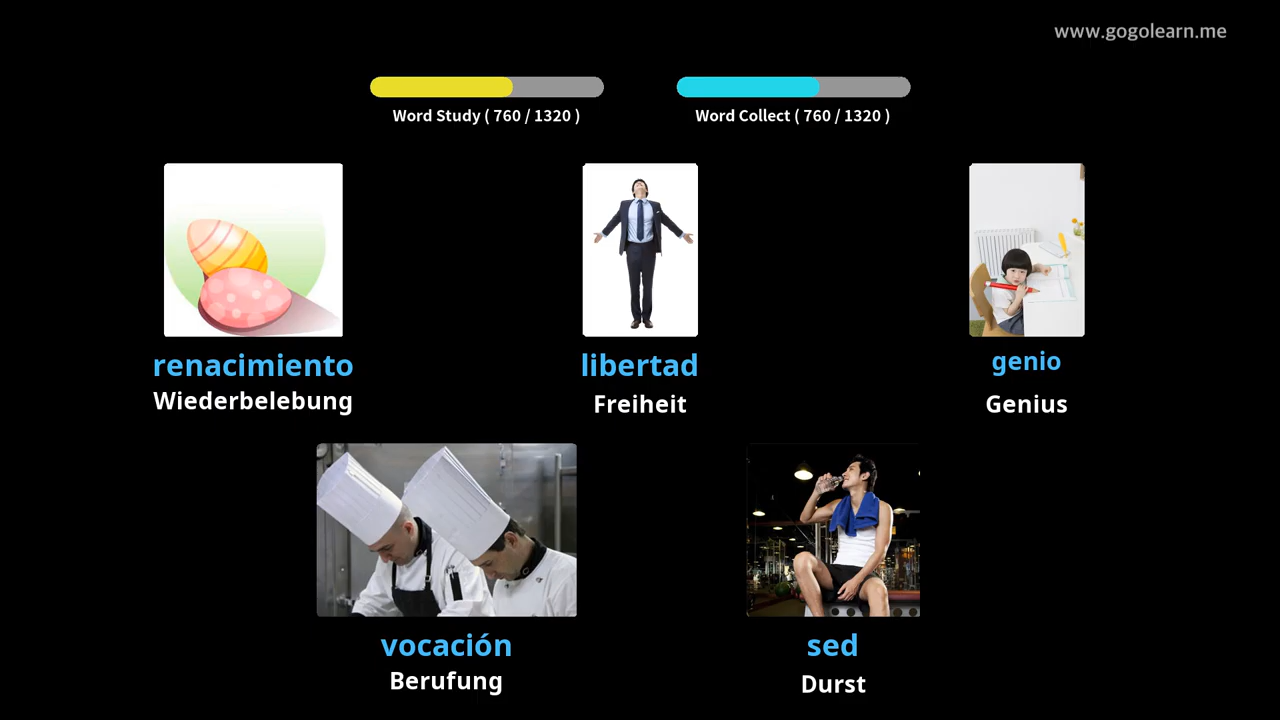 www.gogolearn.me
Word Study ( 760 / 1320 )
Word Collect ( 760 / 1320 )
renacimiento
Wiederbelebung
libertad
Freiheit
genio
Genius
vocación
Berufung
sed
Durst